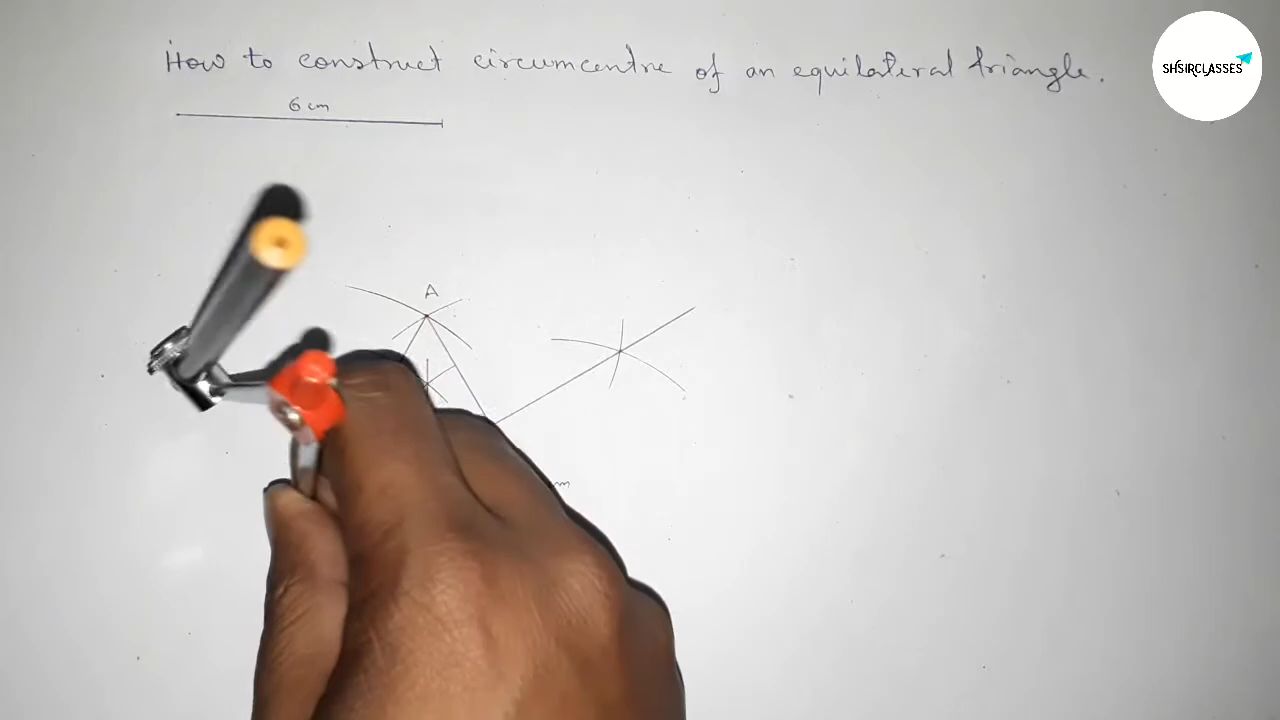 How to construct circumcentre of an equilateral triangle.
SHSIRCLASSES
6 cm
A